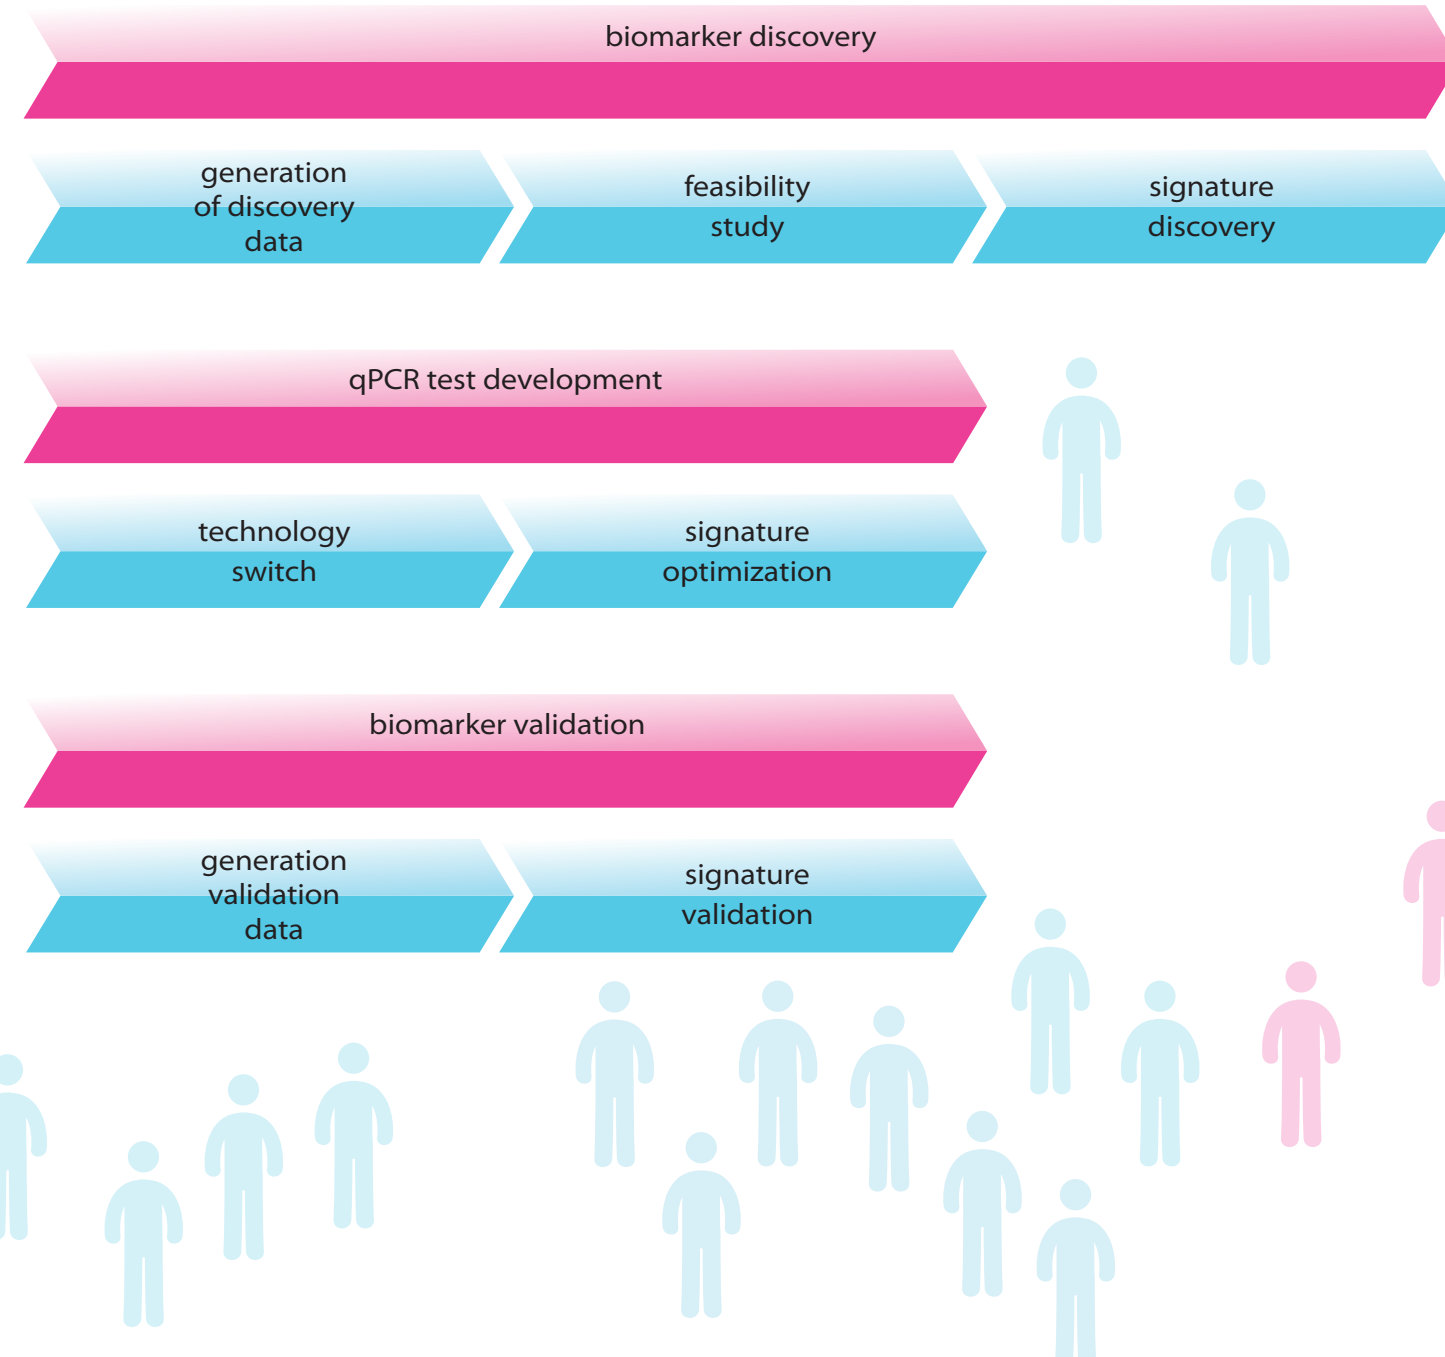 biomarker discovery
generation
of discovery
data
feasibility
study
signature
discovery
qPCR test development
technology
switch
signature
optimization
biomarker validation
generation
validation
data
signature
validation